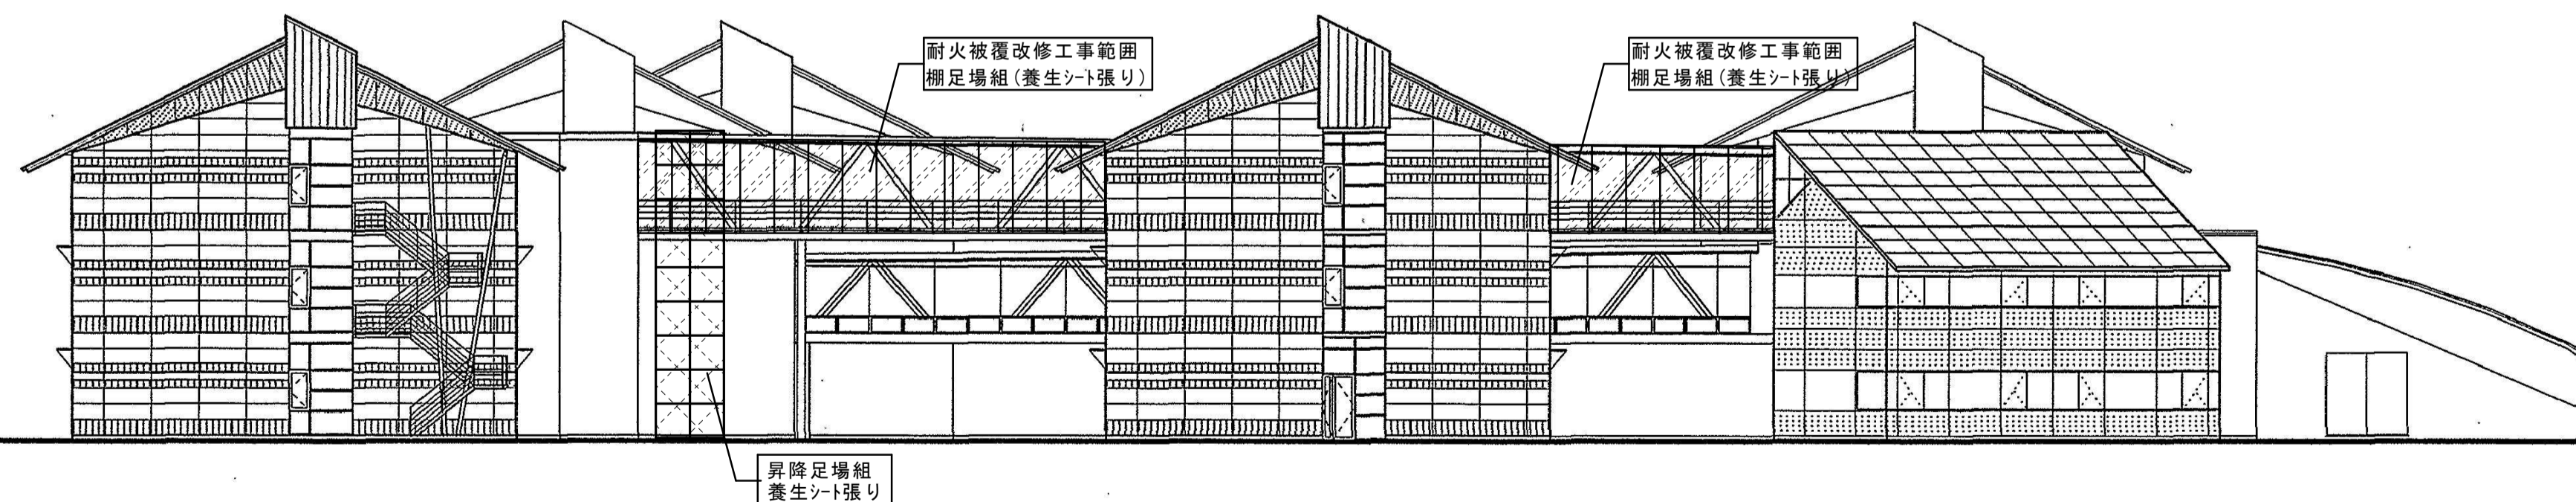 耐火被覆改修工事範囲
棚足場組(養生シート張り)
耐火被覆改修工事範囲
棚足場組(養生シート張り)
昇降足場組
養生シート張り